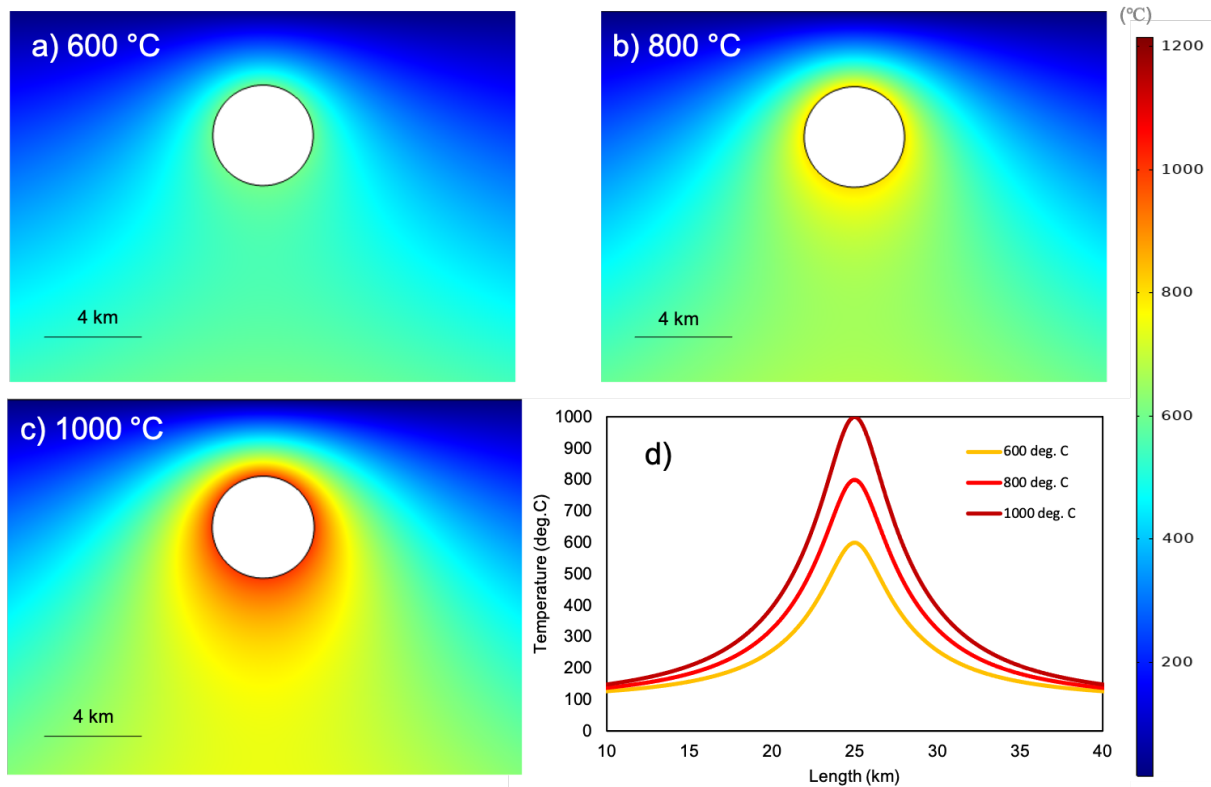 (℃)
a) 600 °C
b) 800 °C
1200
1000
800
600
400
200
4 km
4 km
c) 1000 °C
4 km
d)
1000
900
800
700
600
500
400
300
200
100
0
Temperature (deg.C)
600 deg. C
800 deg. C
1000 deg. C
10 15 20 25 30 35 40
Length (km)